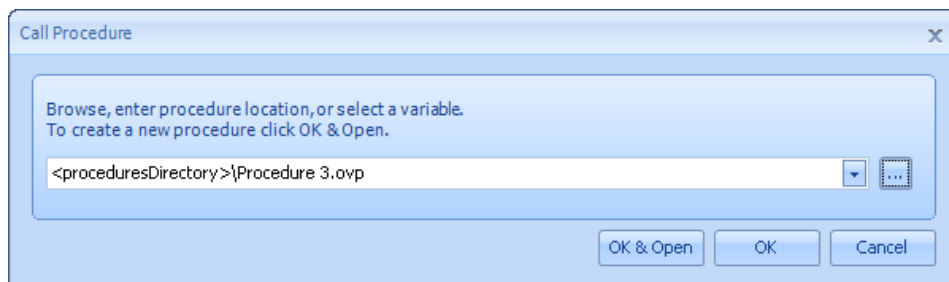 Call Procedure
Browse, enter procedure location, or select a variable.
To create a new procedure click OK & Open.
<proceduresDirectory>\Procedure 3.ovp
...
OK & Open
OK
Cancel